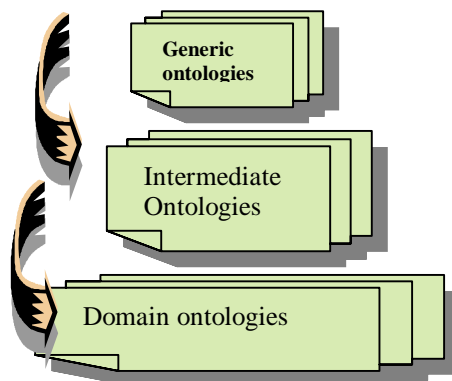 Generic
ontologies
Intermediate
Ontologies
Domain ontologies